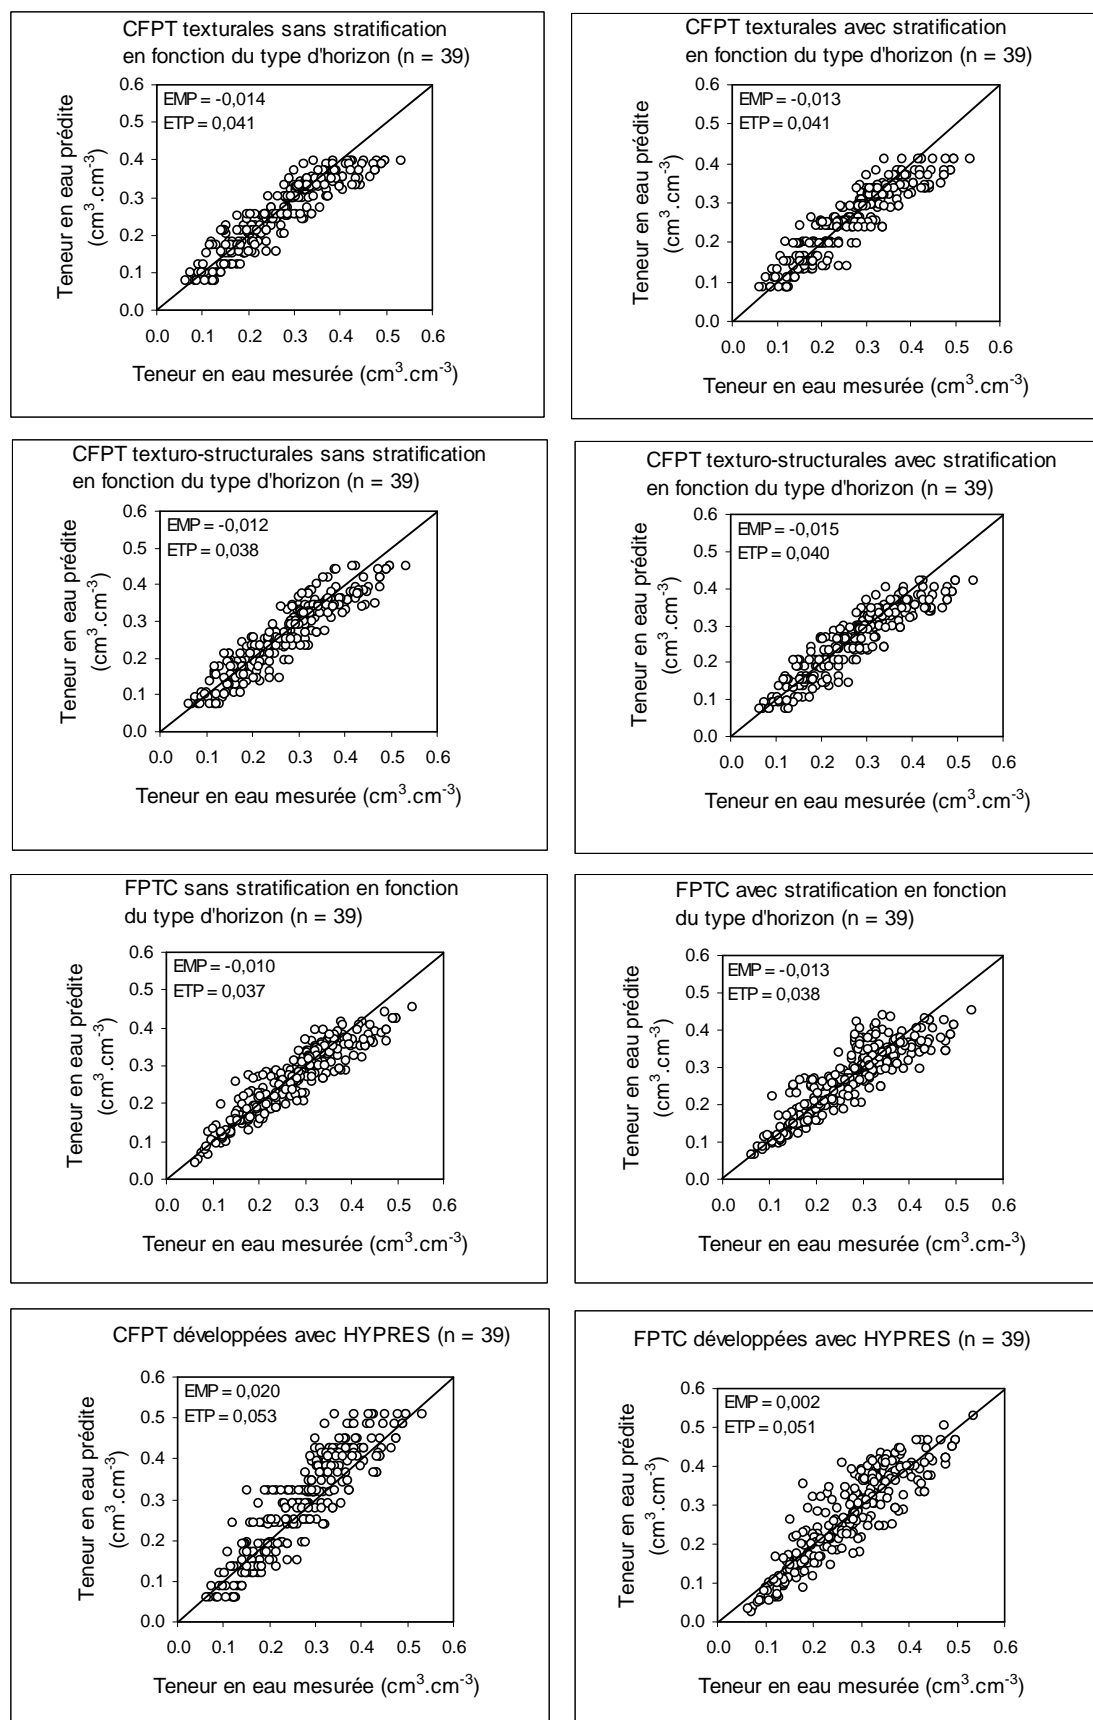 CFPT texturales sans stratification
en fonction du type d'horizon (n = 39)
EMP = -0,014
ETP = 0,041
Teneur en eau prédite
(cm³.cm⁻³)
0.6
0.5
0.4
0.3
0.2
0.1
0.0
0.0 0.1 0.2 0.3 0.4 0.5 0.6
Teneur en eau mesurée (cm³.cm⁻³)
CFPT texturales avec stratification
en fonction du type d'horizon (n = 39)
EMP = -0,013
ETP = 0,041
Teneur en eau prédite
(cm³.cm⁻³)
0.6
0.5
0.4
0.3
0.2
0.1
0.0
0.0 0.1 0.2 0.3 0.4 0.5 0.6
Teneur en eau mesurée (cm³.cm⁻³)
CFPT texturo-structurales sans stratification
en fonction du type d'horizon (n = 39)
EMP = -0,012
ETP = 0,038
Teneur en eau prédite
(cm³.cm⁻³)
0.6
0.5
0.4
0.3
0.2
0.1
0.0
0.0 0.1 0.2 0.3 0.4 0.5 0.6
Teneur en eau mesurée (cm³.cm⁻³)
CFPT texturo-structurales avec stratification
en fonction du type d'horizon (n = 39)
EMP = -0,015
ETP = 0,040
Teneur en eau prédite
(cm³.cm⁻³)
0.6
0.5
0.4
0.3
0.2
0.1
0.0
0.0 0.1 0.2 0.3 0.4 0.5 0.6
Teneur en eau mesurée (cm³.cm⁻³)
FPTC sans stratification en fonction
du type d'horizon (n = 39)
EMP = -0,010
ETP = 0,037
Teneur en eau prédite
(cm³.cm⁻³)
0.6
0.5
0.4
0.3
0.2
0.1
0.0
0.0 0.1 0.2 0.3 0.4 0.5 0.6
Teneur en eau mesurée (cm³.cm⁻³)
FPTC avec stratification en fonction
du type d'horizon (n = 39)
EMP = -0,013
ETP = 0,038
Teneur en eau prédite
(cm³.cm⁻³)
0.6
0.5
0.4
0.3
0.2
0.1
0.0
0.0 0.1 0.2 0.3 0.4 0.5 0.6
Teneur en eau mesurée (cm³.cm-³)
CFPT développées avec HYPRES (n = 39)
EMP = 0,020
ETP = 0,053
Teneur en eau prédite
(cm³.cm⁻³)
0.6
0.5
0.4
0.3
0.2
0.1
0.0
0.0 0.1 0.2 0.3 0.4 0.5 0.6
Teneur en eau mesurée (cm³.cm⁻³)
FPTC développées avec HYPRES (n = 39)
EMP = 0,002
ETP = 0,051
Teneur en eau prédite
(cm³.cm⁻³)
0.6
0.5
0.4
0.3
0.2
0.1
0.0
0.0 0.1 0.2 0.3 0.4 0.5 0.6
Teneur en eau mesurée (cm³.cm⁻³)